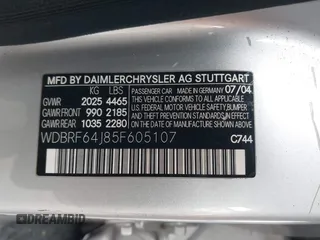 MFD BY DAIMLERCHRYSLER AG STUTTGART
KG LBS PASSENGER CAR MADE IN GERMANY 07/04
GVWR 2025 4465
GAWR FRONT 990 2185
GAWR REAR 1035 2280
THIS VEHICLE CONFORMS TO ALL APPLICABLE
FEDERAL MOTOR VEHICLE SAFETY, BUMPER,
AND THEFT PREVENTION STANDARDS IN EFFECT
ON THE DATE OF MANUFACTURE SHOWN ABOVE.
WDBRF64J85F605107
C744
AUTOBIDMD